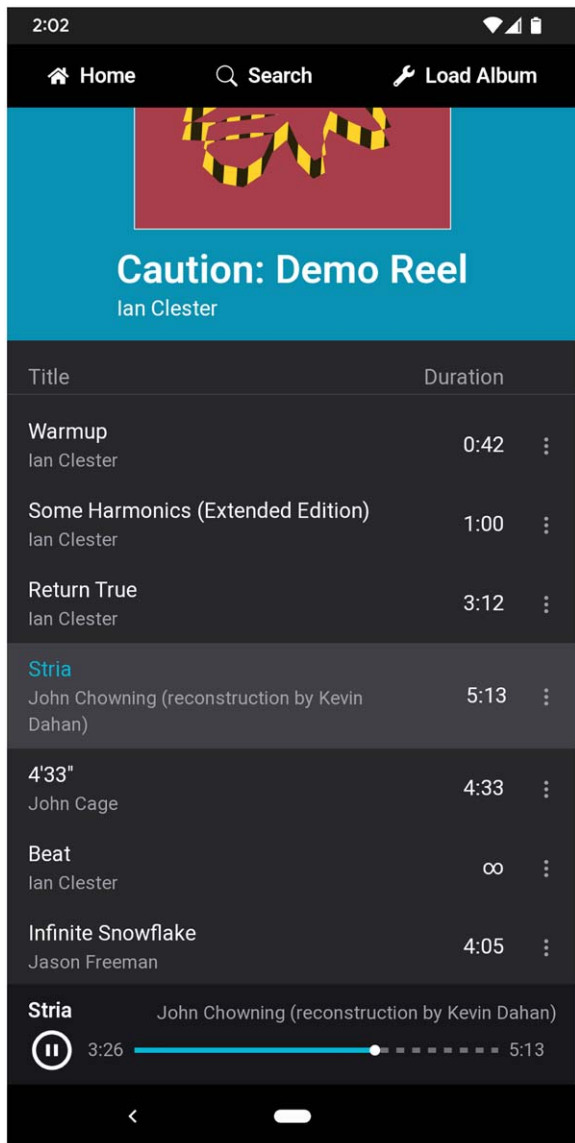 2:02
Home Search Load Album
Caution: Demo Reel
Ian Clester
Title Duration
Warmup 0:42
Ian Clester
Some Harmonics (Extended Edition) 1:00
Ian Clester
Return True 3:12
Ian Clester
Stria 5:13
John Chowning (reconstruction by Kevin
Dahan)
4'33" 4:33
John Cage
Beat ∞
Ian Clester
Infinite Snowflake 4:05
Jason Freeman
Stria John Chowning (reconstruction by Kevin Dahan)
3:26 5:13